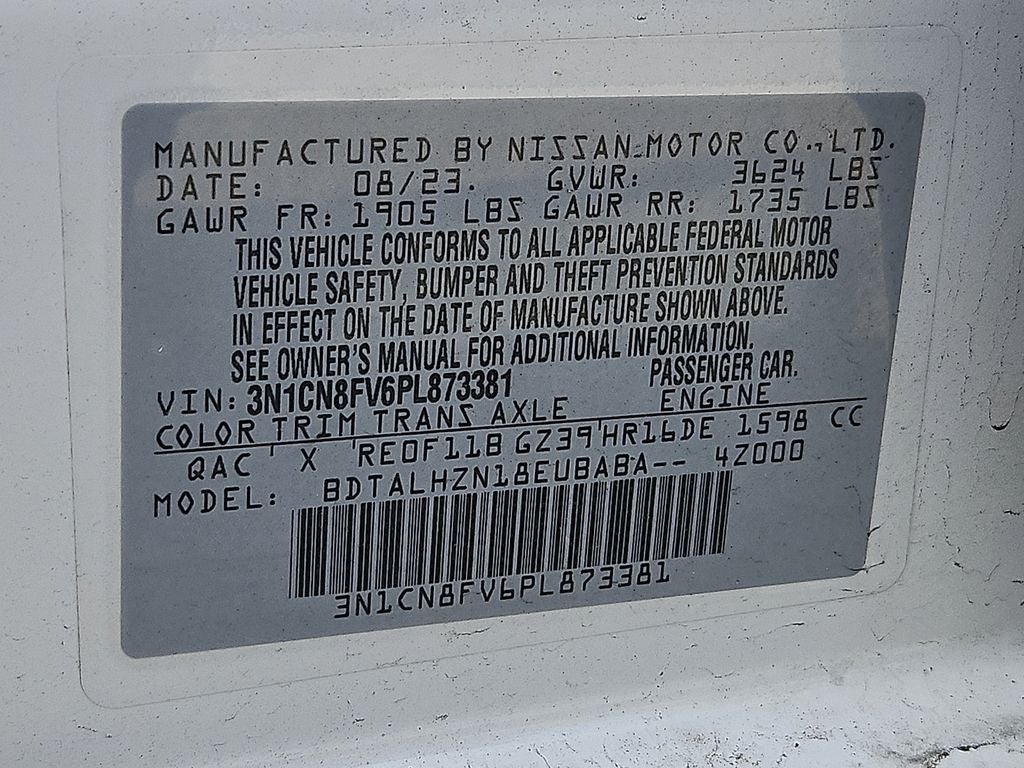 MANUFACTURED BY NISSAN MOTOR CO., LTD.
DATE: 08/23. GVWR: 3624 LBS
GAWR FR: 1905 LBS GAWR RR: 1735 LBS
THIS VEHICLE CONFORMS TO ALL APPLICABLE FEDERAL MOTOR
VEHICLE SAFETY, BUMPER AND THEFT PREVENTION STANDARDS
IN EFFECT ON THE DATE OF MANUFACTURE SHOWN ABOVE.
SEE OWNER'S MANUAL FOR ADDITIONAL INFORMATION.
VIN: 3N1CN8FV6PL873381 PASSENGER CAR.
COLOR TRIM TRANS AXLE ENGINE
QAC X RE0F11B GZ39 HR16DE 1598 CC
MODEL: BDTALHZN18EUBABA-- 4Z000
3N1CN8FV6PL873381